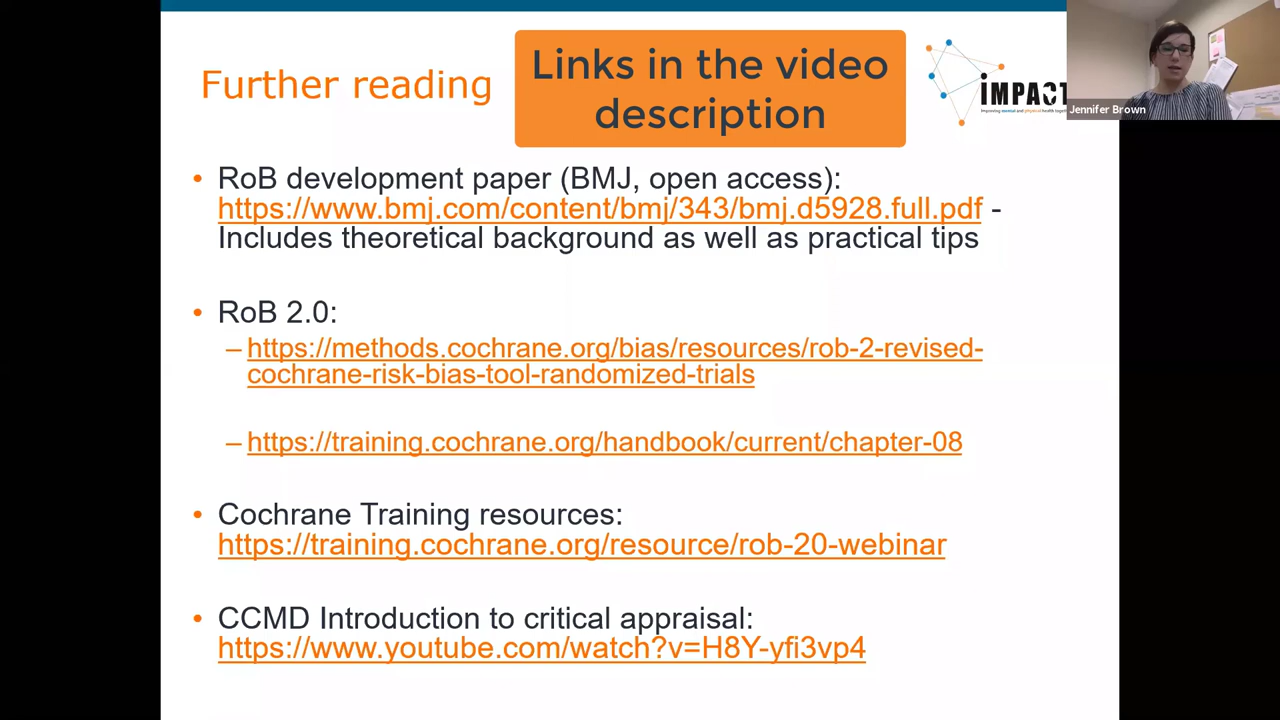 Further reading
Links in the video
description
IMPACT
Jennifer Brown
• RoB development paper (BMJ, open access):
https://www.bmj.com/content/bmj/343/bmj.d5928.full.pdf -
Includes theoretical background as well as practical tips
• RoB 2.0:
– https://methods.cochrane.org/bias/resources/rob-2-revised-
cochrane-risk-bias-tool-randomized-trials
– https://training.cochrane.org/handbook/current/chapter-08
• Cochrane Training resources:
https://training.cochrane.org/resource/rob-20-webinar
• CCMD Introduction to critical appraisal:
https://www.youtube.com/watch?v=H8Y-yfi3vp4